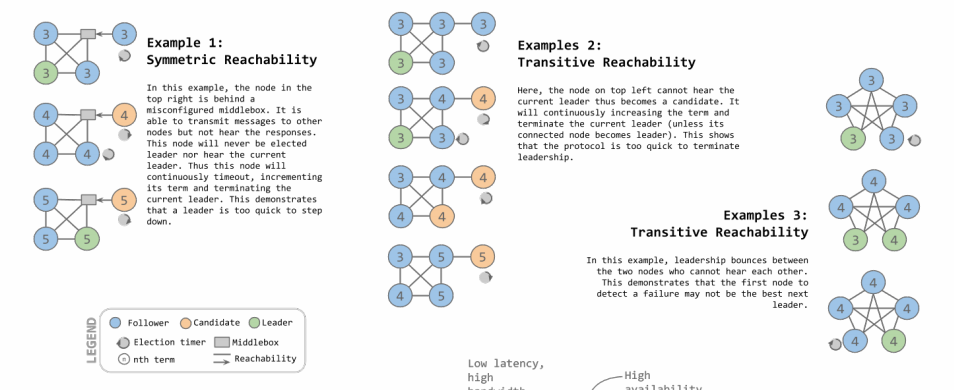 Example 1:
Symmetric Reachability
In this example, the node in the
top right is behind a
misconfigured middlebox. It is
able to transmit messages to other
nodes but not hear the responses.
This node will never be elected
leader nor hear the current
leader. Thus this node will
continuously timeout, incrementing
its term and terminating the
current leader. This demonstrates
that a leader is too quick to step
down.
3 3
3 3
4 4
4 4
5 5
5 5
LEGEND
Follower Candidate Leader
Election timer Middlebox
n nth term Reachability
Examples 2:
Transitive Reachability
Here, the node on top left cannot hear the
current leader thus becomes a candidate. It
will continuously increasing the term and
terminate the current leader (unless its
connected node becomes leader). This shows
that the protocol is too quick to terminate
leadership.
3 3 3
3 3
3 4 4
3 3
3 4 4
4 4
3 5 5
4 5
Examples 3:
Transitive Reachability
In this example, leadership bounces between
the two nodes who cannot hear each other.
This demonstrates that the first node to
detect a failure may not be the best next
leader.
3
3 3
3 3
4
4 4
3 4
4
4 4
4 4
Low latency,
high
bandwidth
High
availability